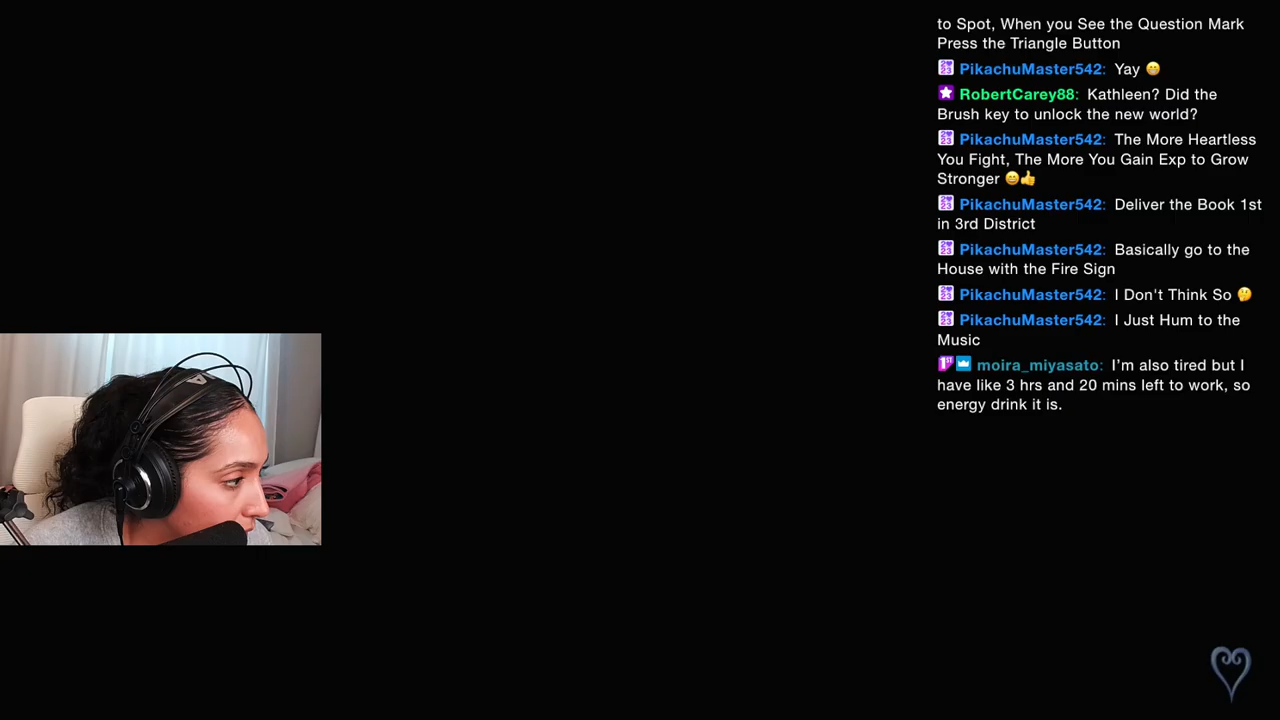 to Spot, When you See the Question Mark
Press the Triangle Button
PikachuMaster542: Yay 😁
RobertCarey88: Kathleen? Did the
Brush key to unlock the new world?
PikachuMaster542: The More Heartless
You Fight, The More You Gain Exp to Grow
Stronger 😄👍
PikachuMaster542: Deliver the Book 1st
in 3rd District
PikachuMaster542: Basically go to the
House with the Fire Sign
PikachuMaster542: I Don't Think So 🤔
PikachuMaster542: I Just Hum to the
Music
moira_miyasato: I’m also tired but I
have like 3 hrs and 20 mins left to work, so
energy drink it is.